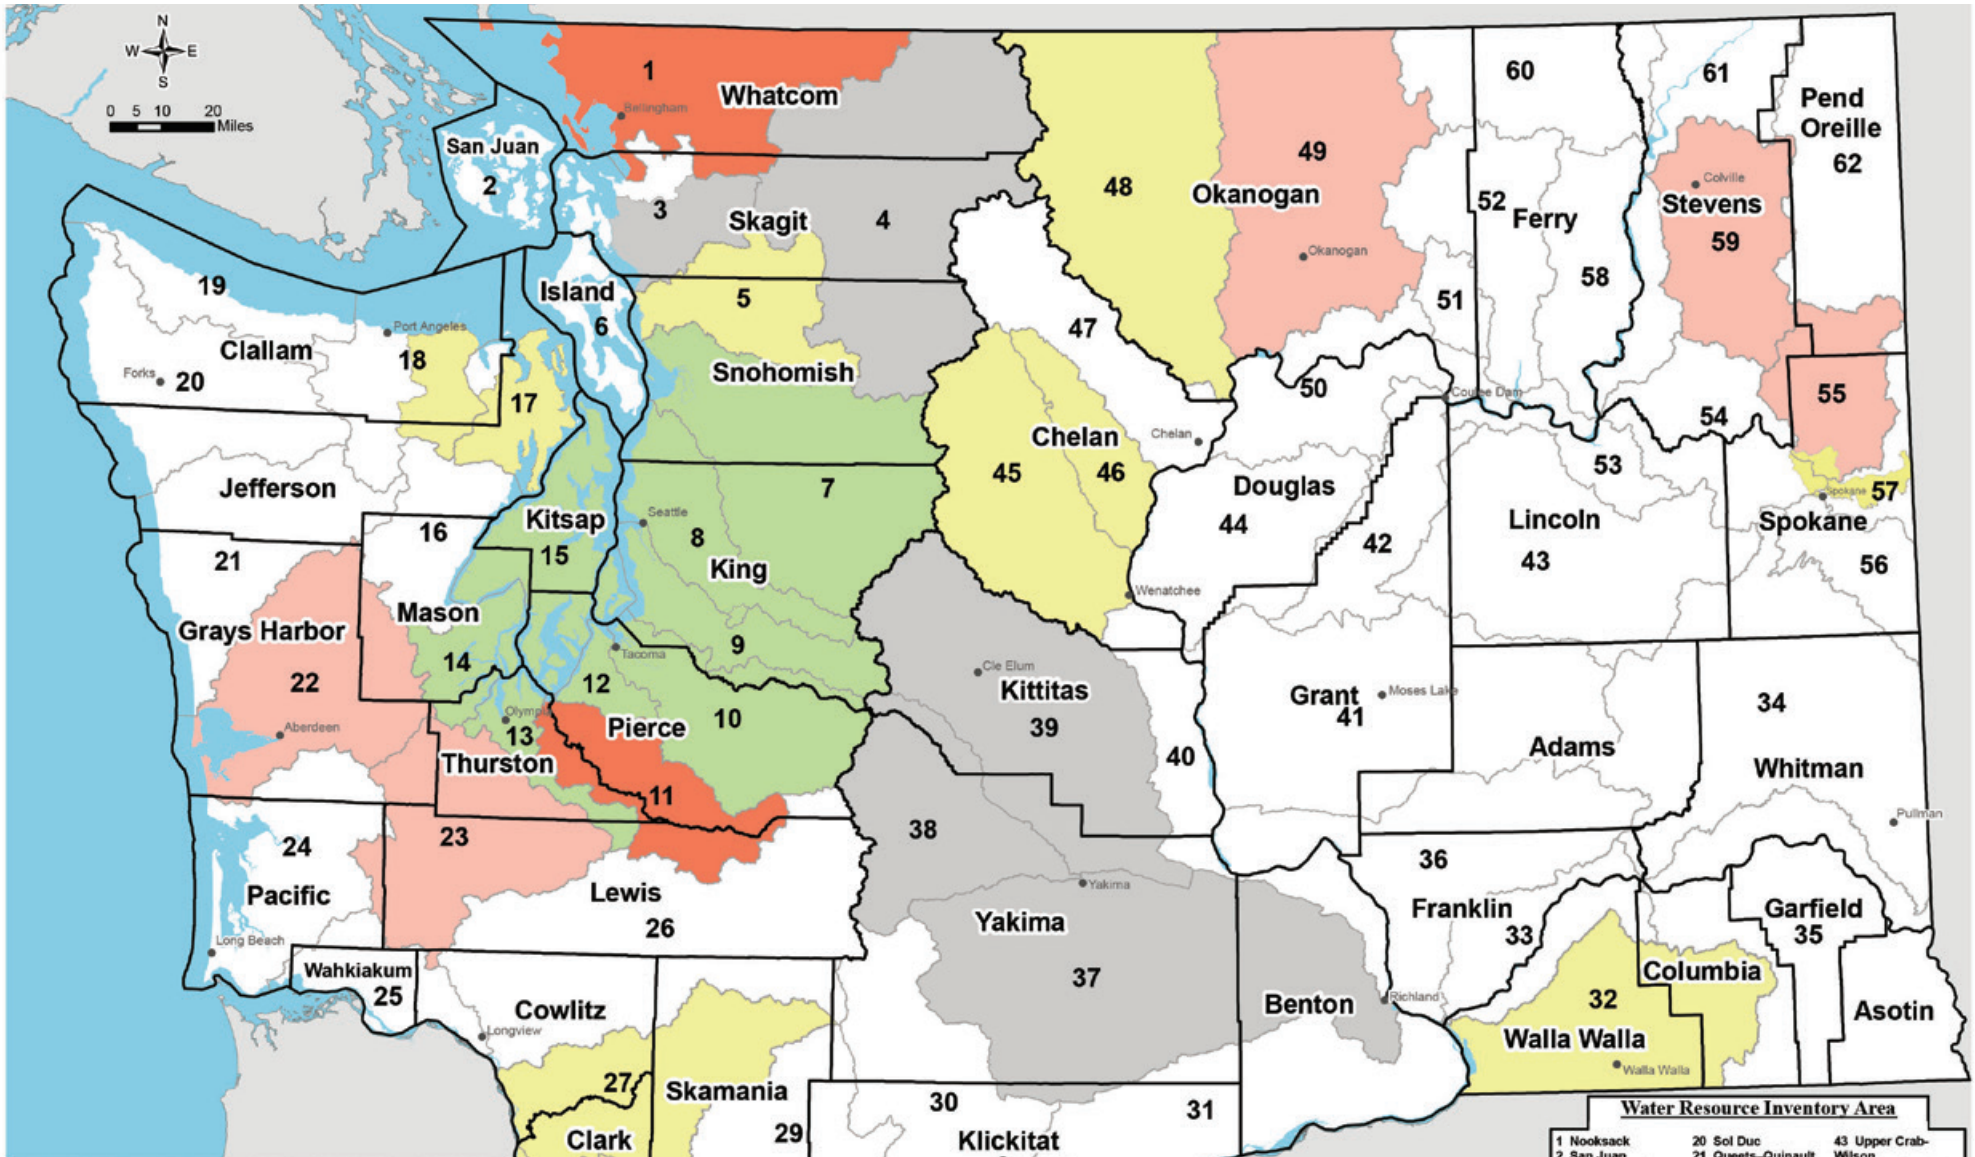 N
W E
S
0 5 10 20
Miles
1
Whatcom
Bellingham
San Juan
2
3
Skagit
4
48
Okanogan
49
Okanogan
60
61
Pend
Oreille
62
52
Ferry
58
Colville
Stevens
59
19
Island
6
5
47
51
Port Angeles
Clallam
18
Forks
20
17
Snohomish
50
Coulee Dam
55
54
Chelan
Chelan
45
46
53
Jefferson
7
Douglas
44
57
Spokane
Spokane
16
Kitsap
15
Seattle
8
King
42
Lincoln
43
56
21
Mason
Wenatchee
Grays Harbor
22
14
9
Tacoma
12
10
Cle Elum
Kittitas
39
Grant
41
Moses Lake
34
Aberdeen
13
Pierce
Thurston
11
40
Adams
Whitman
Pullman
24
23
38
36
Pacific
Lewis
26
Yakima
Yakima
Franklin
33
Garfield
35
Long Beach
Wahkiakum
25
Cowlitz
Longview
37
Benton
Richland
32
Columbia
Walla Walla
Walla Walla
Asotin
27
Skamania
29
Clark
30
31
Klickitat
Water Resource Inventory Area
1 Nooksack 20 Sol Duc 43 Upper Crab-
2 San Juan 21 Queets-Quinault Wilson